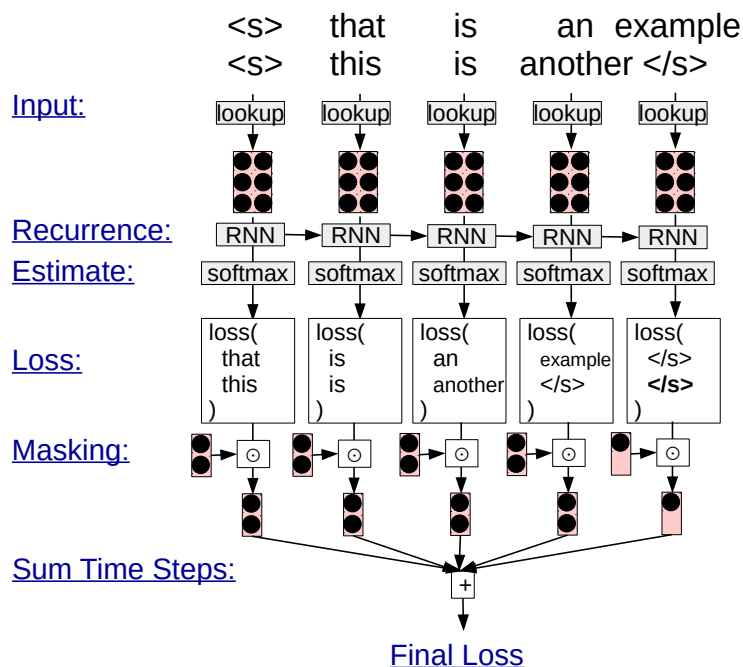 <s> that is an example
<s> this is another </s>
Input:
lookup lookup lookup lookup lookup
Recurrence:
RNN RNN RNN RNN RNN
Estimate:
softmax softmax softmax softmax softmax
Loss:
loss( loss( loss( loss( loss(
that is an example </s>
this is another </s> </s>
) ) ) ) )
Masking:
⊙ ⊙ ⊙ ⊙ ⊙
Sum Time Steps:
+
Final Loss